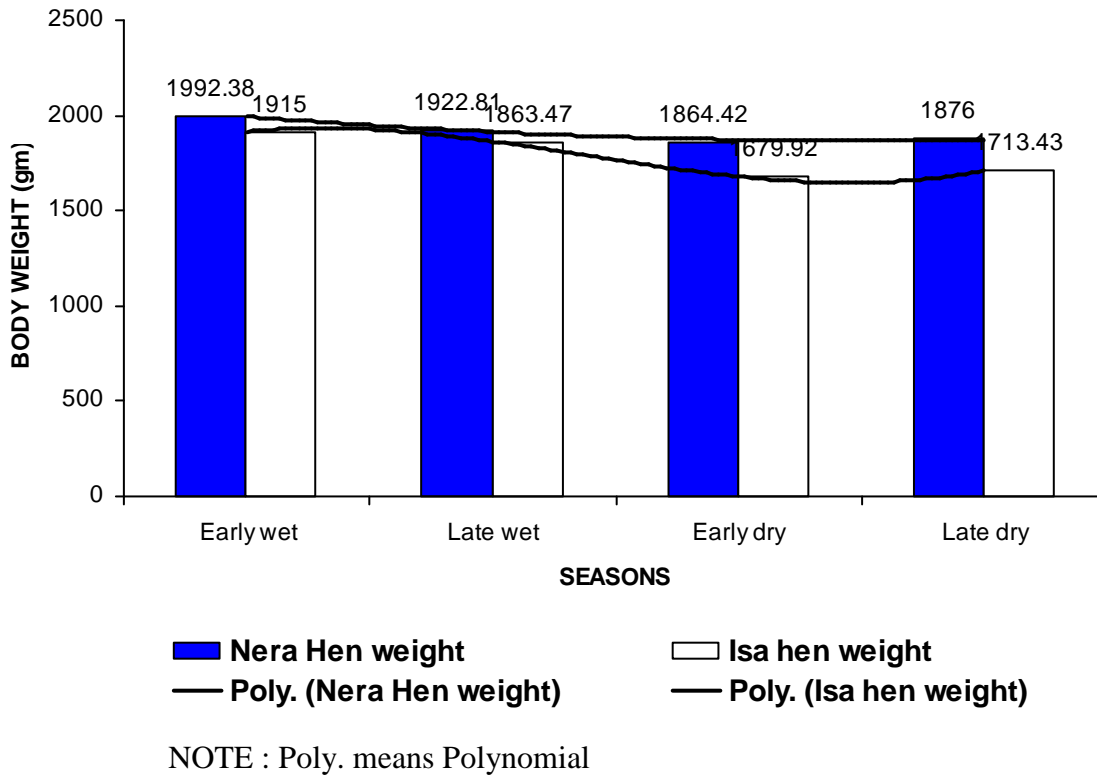 2500
2000
1500
1000
500
0
BODY WEIGHT (gm)
1992.38
1915
1922.81
1863.47
1864.42
1679.92
1876
1713.43
Early wet Late wet Early dry Late dry
SEASONS
Nera Hen weight Isa hen weight
Poly. (Nera Hen weight) Poly. (Isa hen weight)
NOTE : Poly. means Polynomial